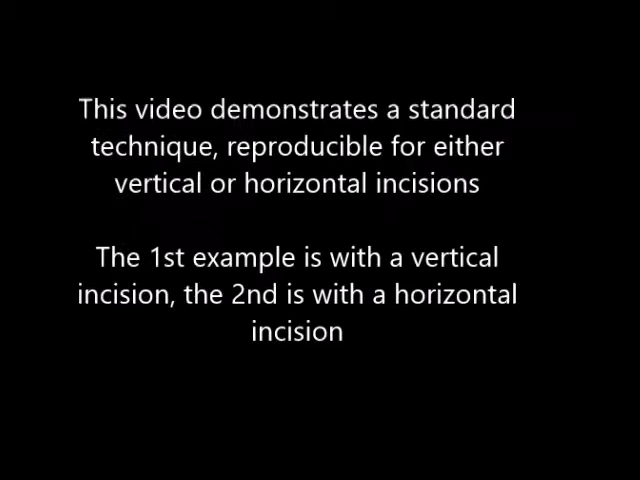 This video demonstrates a standard
technique, reproducible for either
vertical or horizontal incisions
The 1st example is with a vertical
incision, the 2nd is with a horizontal
incision